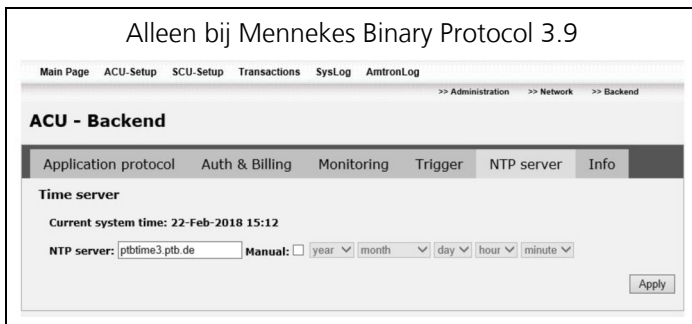 Alleen bij Mennekes Binary Protocol 3.9
Main Page ACU-Setup SCU-Setup Transactions SysLog AmtronLog
>> Administration >> Network >> Backend
ACU - Backend
Application protocol Auth & Billing Monitoring Trigger NTP server Info
Time server
Current system time: 22-Feb-2018 15:12
NTP server: ptbtime3.ptb.de Manual: year month day hour minute
Apply